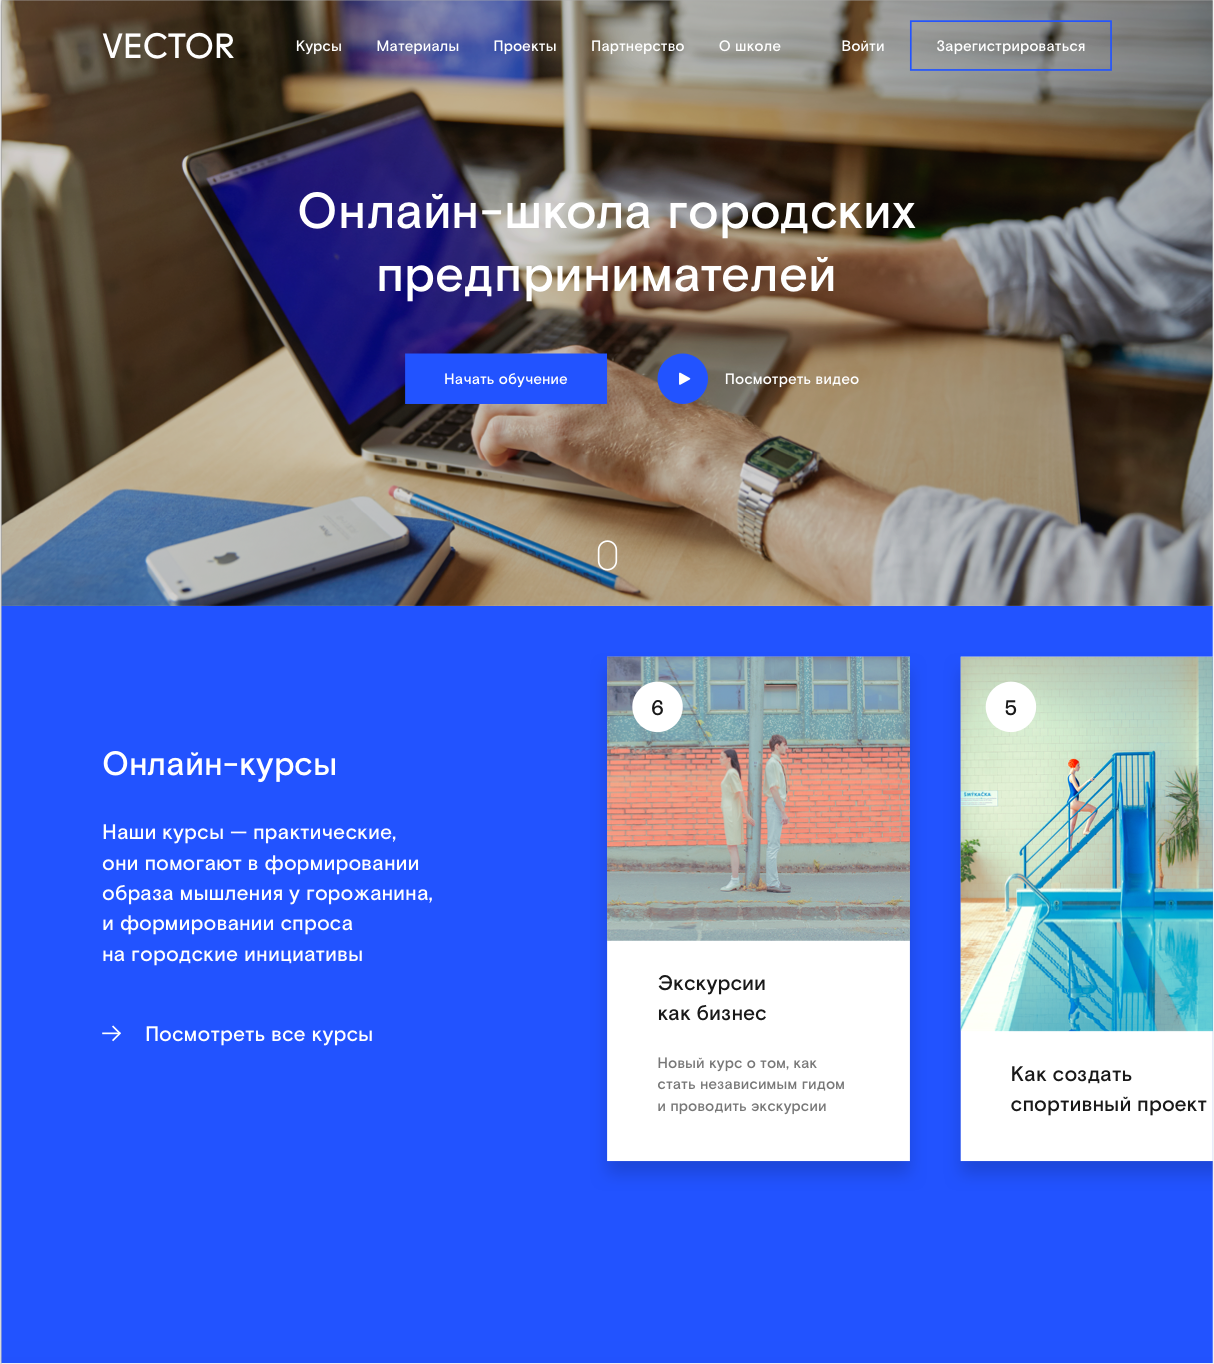 VECTOR
Курсы
Материалы
Проекты
Партнерство
О школе
Войти
Зарегистрироваться
Онлайн-школа городских
предпринимателей
Начать обучение
Посмотреть видео
Онлайн-курсы
Наши курсы — практические,
они помогают в формировании
образа мышления у горожанина,
и формировании спроса
на городские инициативы
Посмотреть все курсы
6
Экскурсии
как бизнес
Новый курс о том, как
стать независимым гидом
и проводить экскурсии
5
Как создать
спортивный проект